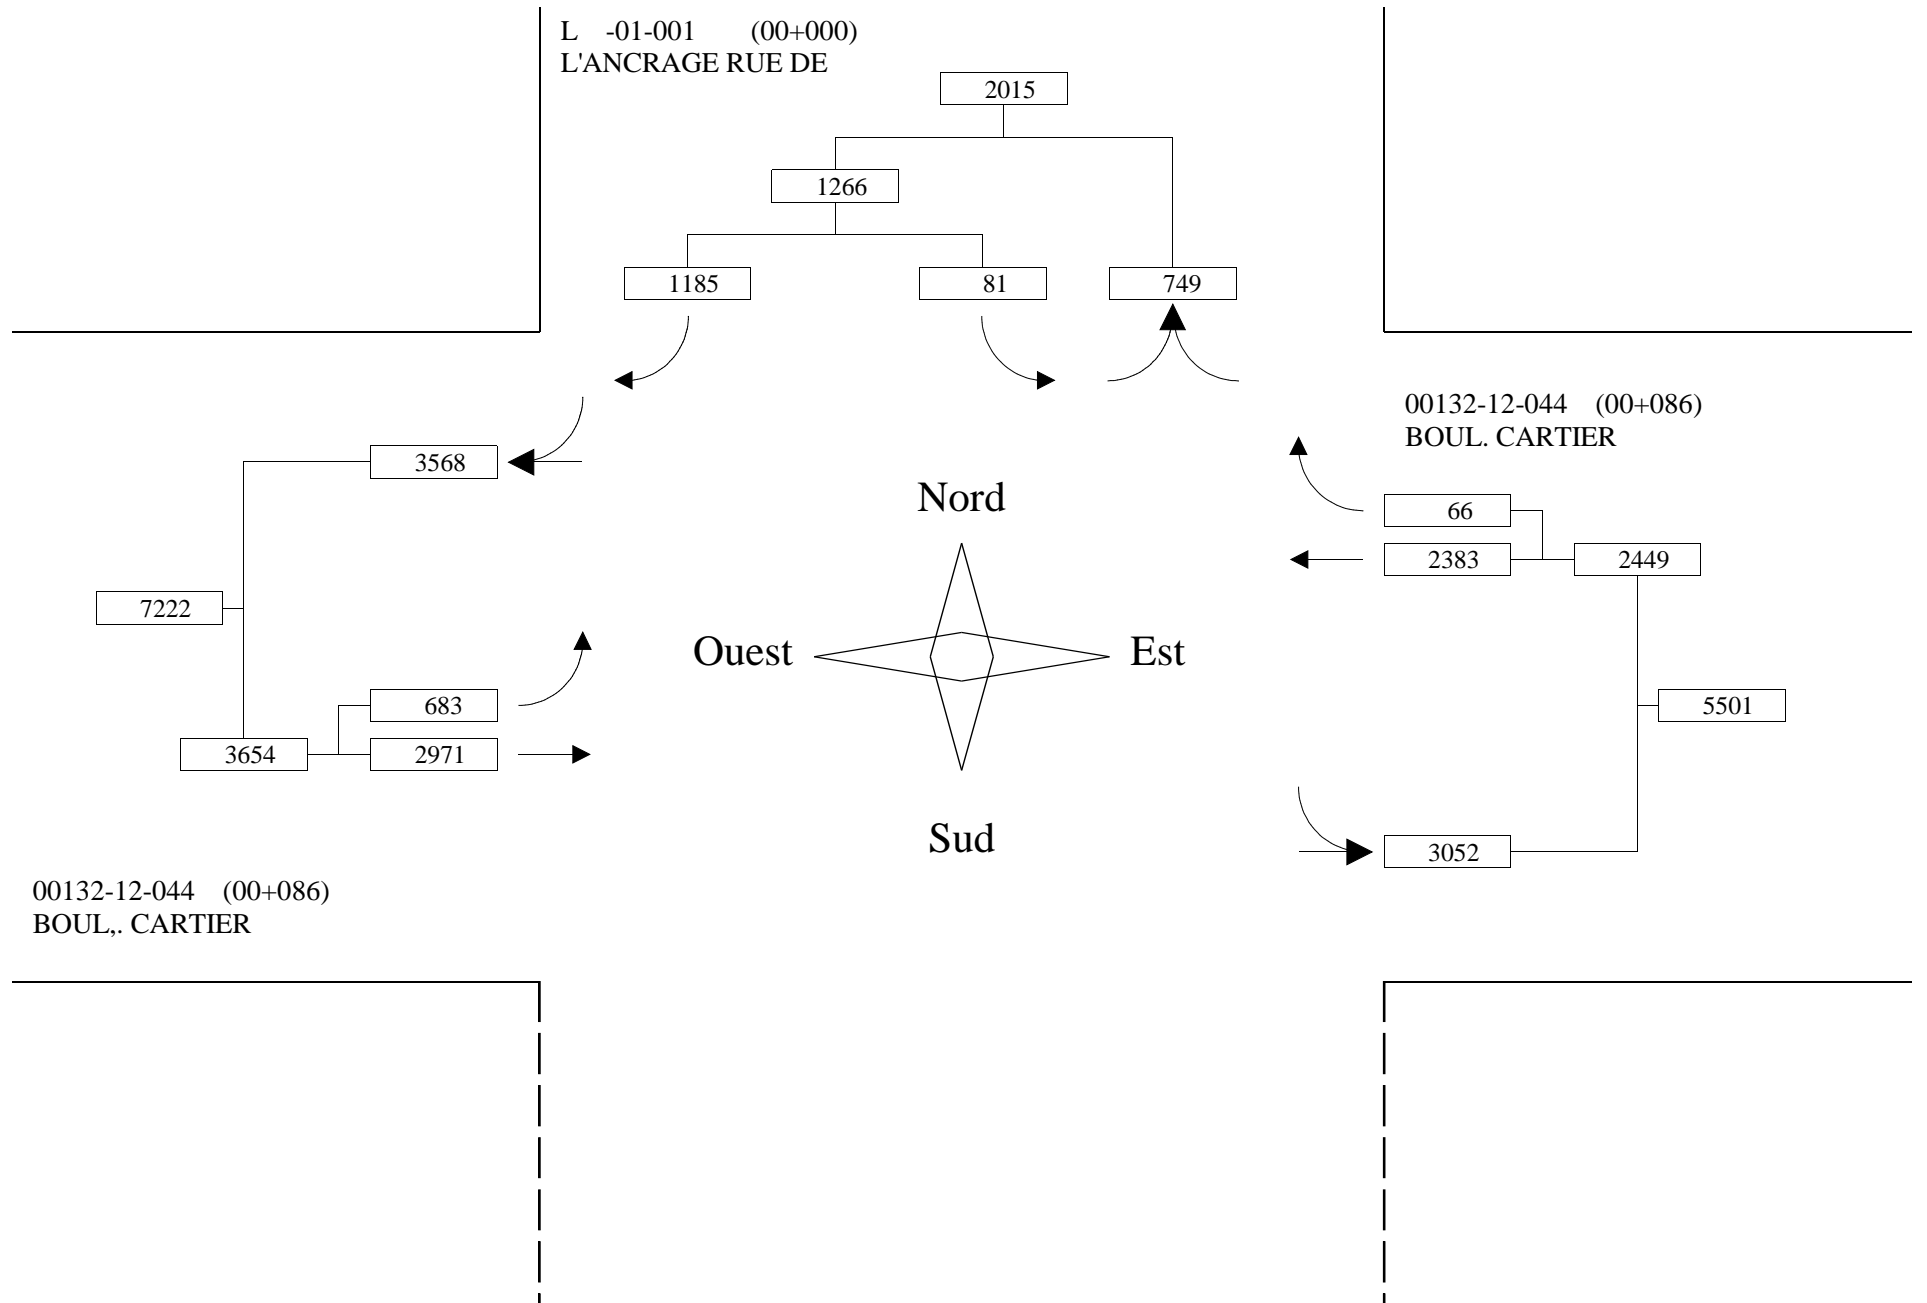 L -01-001 (00+000)
L'ANCRAGE RUE DE
2015
1266
1185 81 749
00132-12-044 (00+086)
BOUL. CARTIER
3568
Nord
66
2383 2449
7222
Ouest Est
683
5501
3654 2971
Sud
3052
00132-12-044 (00+086)
BOUL,. CARTIER